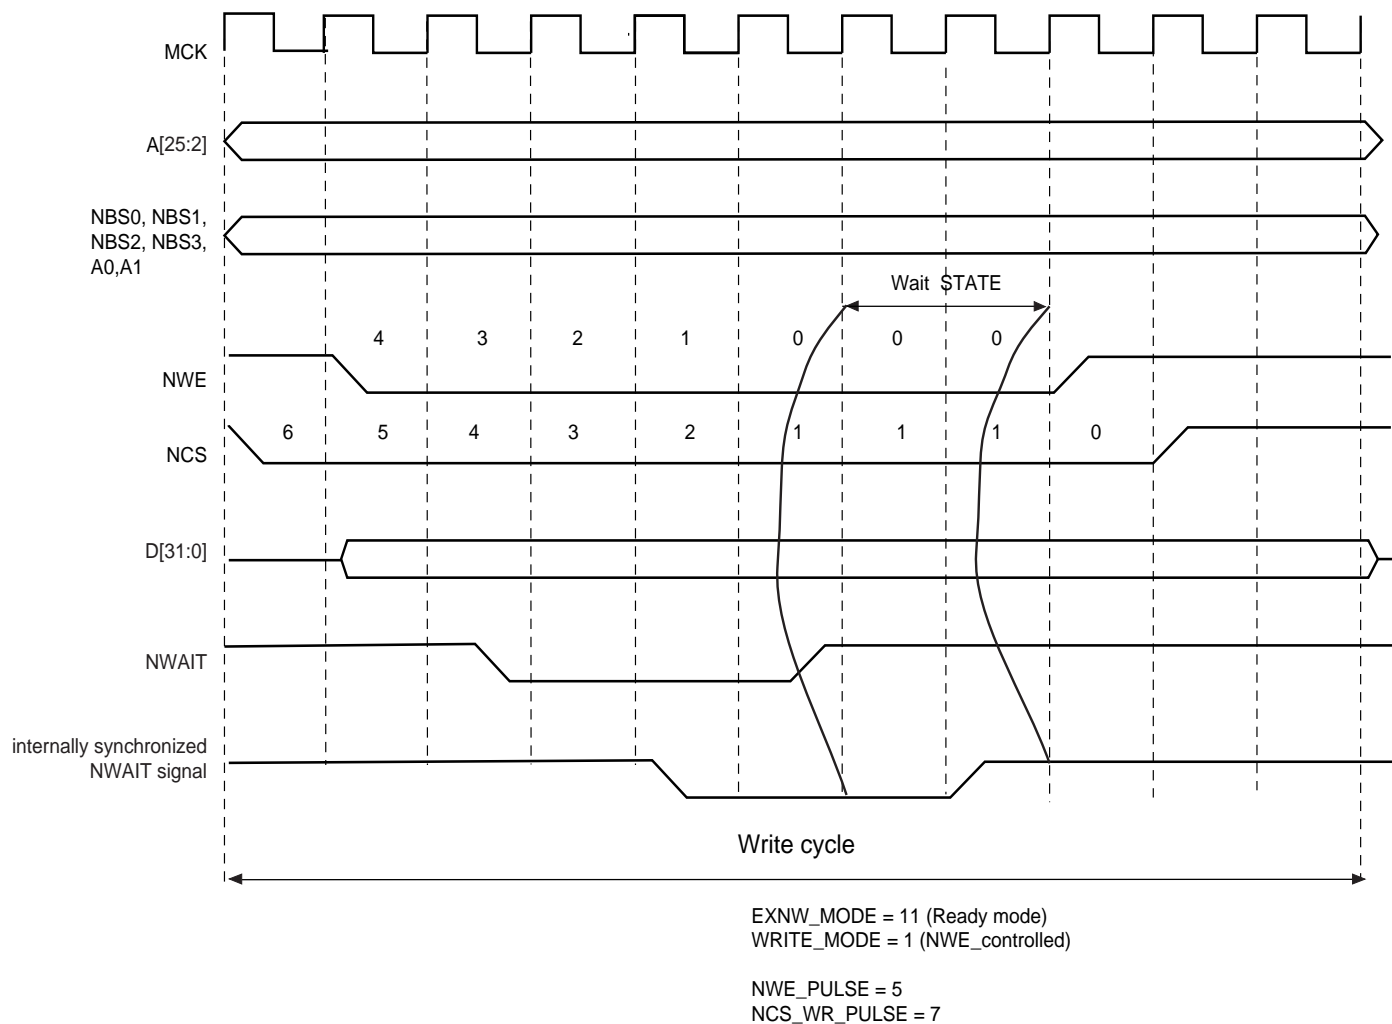 MCK
A[25:2]
NBS0, NBS1,
NBS2, NBS3,
A0,A1
Wait STATE
4 3 2 1 0 0 0
NWE
6 5 4 3 2 1 1 1 0
NCS
D[31:0]
NWAIT
internally synchronized
NWAIT signal
Write cycle
EXNW_MODE = 11 (Ready mode)
WRITE_MODE = 1 (NWE_controlled)
NWE_PULSE = 5
NCS_WR_PULSE = 7